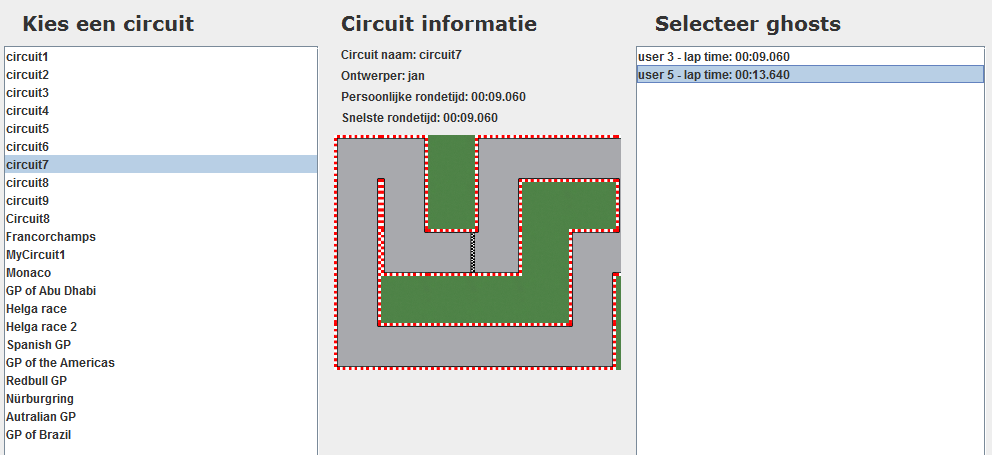 Kies een circuit
circuit1
circuit2
circuit3
circuit4
circuit5
circuit6
circuit7
circuit8
circuit9
Circuit8
Francorchamps
MyCircuit1
Monaco
GP of Abu Dhabi
Helga race
Helga race 2
Spanish GP
GP of the Americas
Redbull GP
Nürburgring
Autralian GP
GP of Brazil
Circuit informatie
Circuit naam: circuit7
Ontwerper: jan
Persoonlijke rondetijd: 00:09.060
Snelste rondetijd: 00:09.060
Selecteer ghosts
user 3 - lap time: 00:09.060
user 5 - lap time: 00:13.640